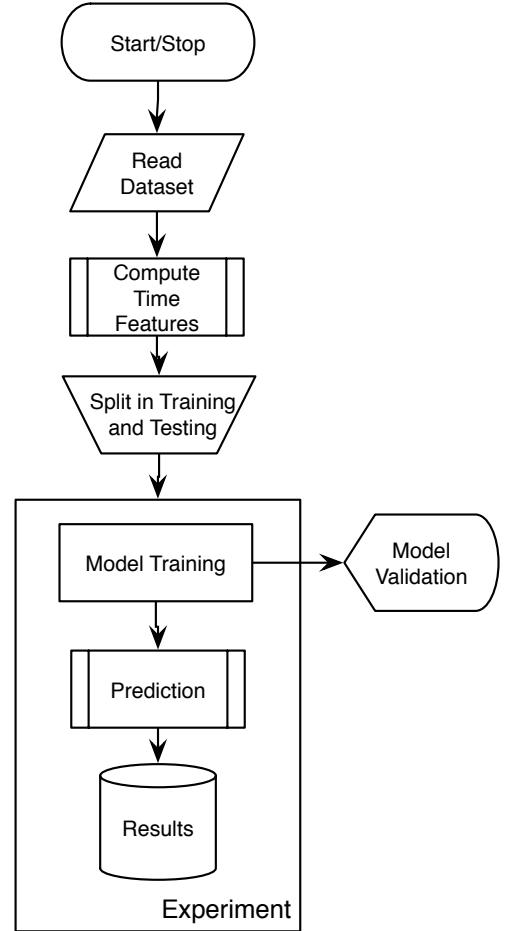 Start/Stop
Read
Dataset
Compute
Time
Features
Split in Training
and Testing
Model Training
Model
Validation
Prediction
Results
Experiment